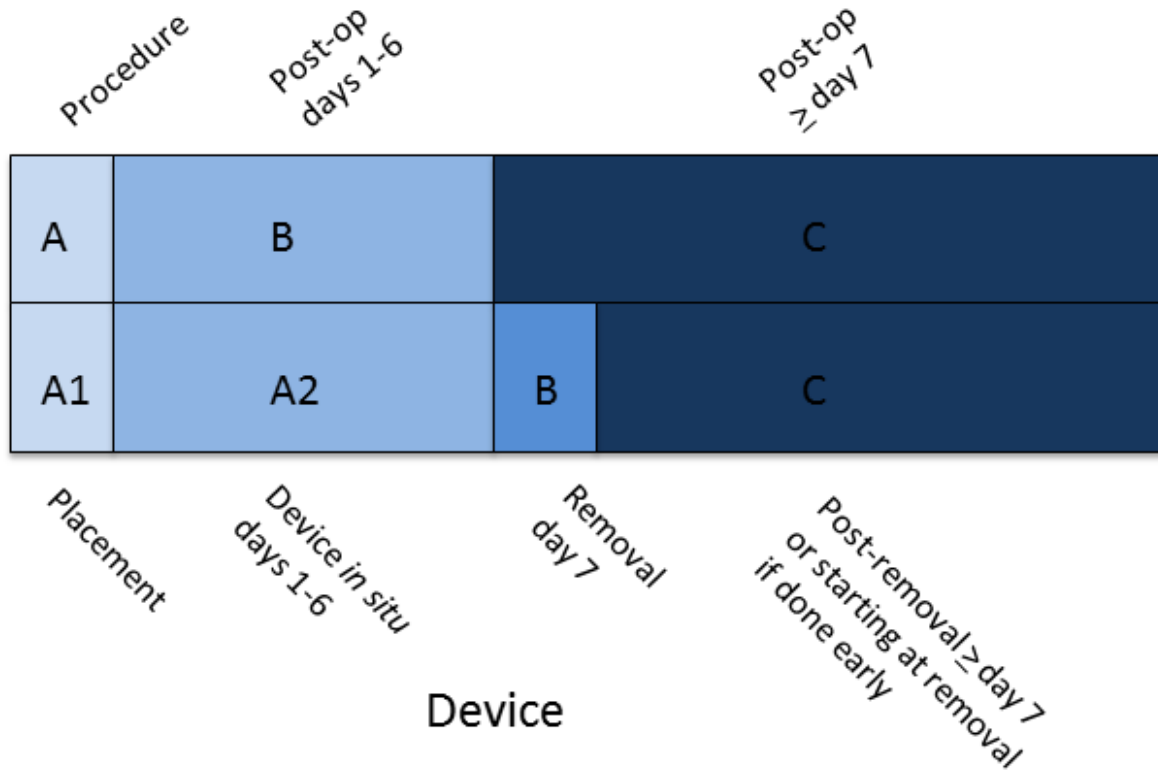 Procedure
Post-op
days 1-6
Post-op
≥ day 7
A
B
C
A1
A2
B
C
Placement
Device in situ
days 1-6
Removal
day 7
Post-removal ≥ day 7
or starting at removal
if done early
Device